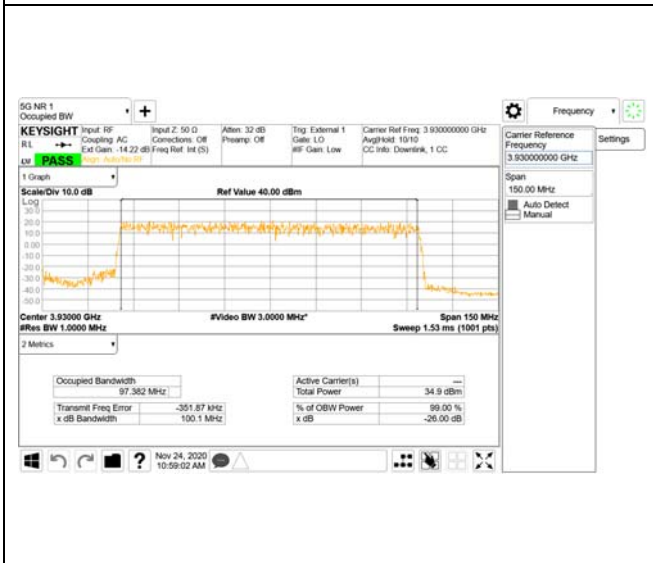 5G NR 1
Occupied BW
+
Frequency
KEYSIGHT
RL
PASS
Input: RF
Coupling: AC
Ext Gain: -14.22 dB
Align: Auto/No RF
Input Z: 50 Ω
Corrections: Off
Freq Ref: Int (S)
Atten: 32 dB
Preamp: Off
Trig: External 1
Gate: LO
#IF Gain: Low
Carrier Ref Freq: 3.930000000 GHz
Avg|Hold: 10/10
CC Info: Downlink, 1 CC
Carrier Reference
Frequency
3.930000000 GHz
Settings
Span
150.00 MHz
Auto Detect
Manual
1 Graph
Scale/Div 10.0 dB
Ref Value 40.00 dBm
Log
30.0
20.0
10.0
0.00
-10.0
-20.0
-30.0
-40.0
-50.0
Center 3.93000 GHz
#Video BW 3.0000 MHz*
Span 150 MHz
#Res BW 1.0000 MHz
Sweep 1.53 ms (1001 pts)
2 Metrics
Occupied Bandwidth
97.382 MHz
Transmit Freq Error -351.87 kHz
x dB Bandwidth 100.1 MHz
Active Carrier(s) ---
Total Power 34.9 dBm
% of OBW Power 99.00 %
x dB -26.00 dB
?
Nov 24, 2020
10:59:02 AM